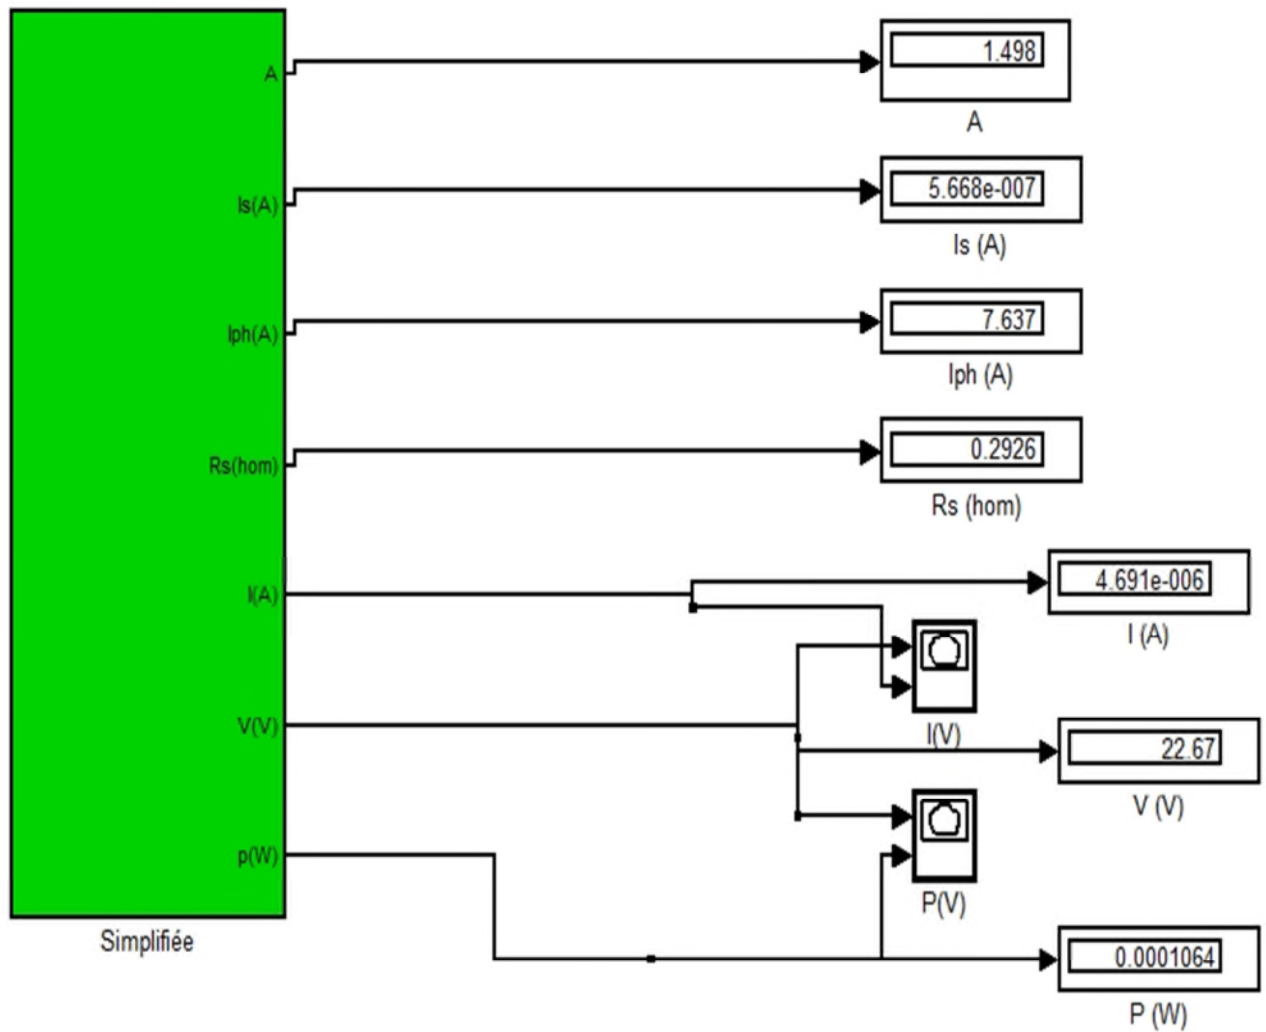 A
1.498
A
Is(A)
5.668e-007
Is (A)
Iph(A)
7.637
Iph (A)
Rs(hom)
0.2926
Rs (hom)
I(A)
4.691e-006
I (A)
I(V)
V(V)
22.67
V (V)
p(W)
P(V)
Simplifiée
0.0001064
P (W)